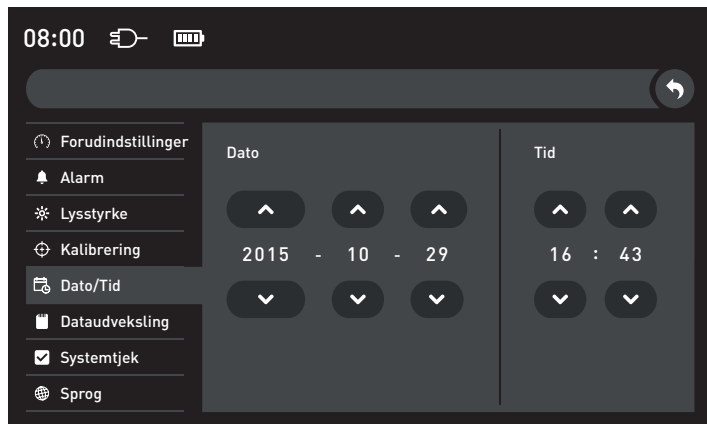 08:00
Forudindstillinger
Alarm
Lysstyrke
Kalibrering
Dato/Tid
Dataudveksling
Systemtjek
Sprog
Dato
2015 - 10 - 29
Tid
16 : 43